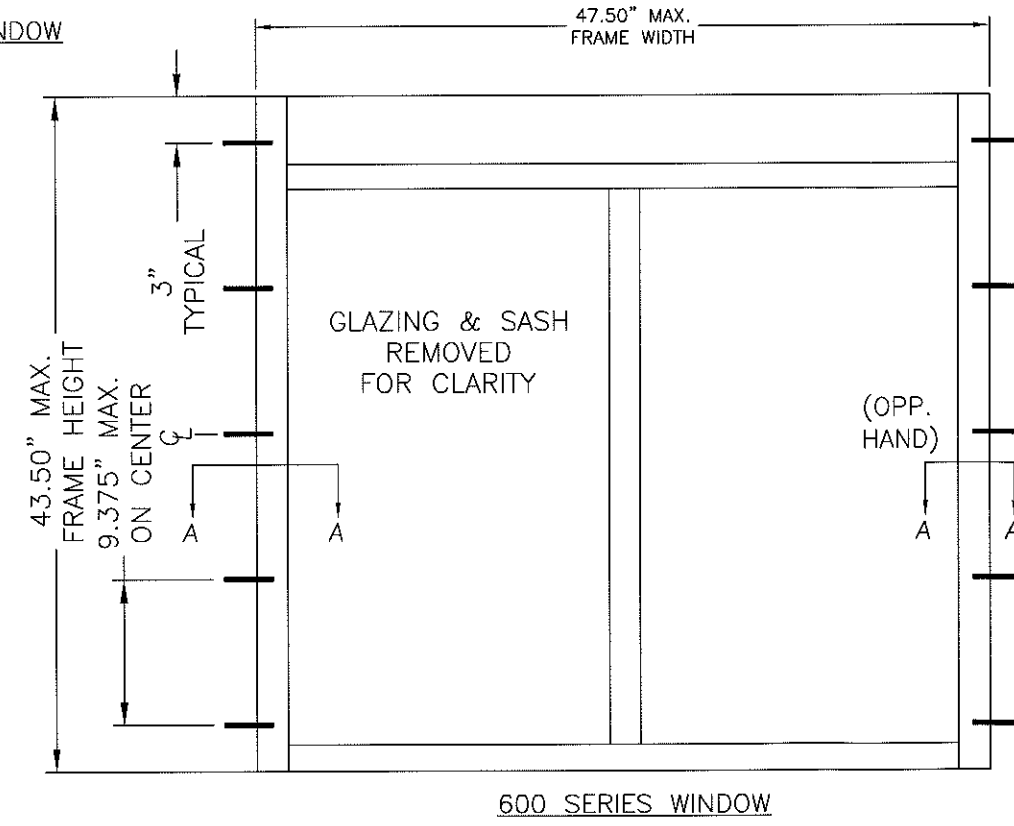 NDOW
47.50" MAX.
FRAME WIDTH
3"
TYPICAL
43.50" MAX.
FRAME HEIGHT
9.375" MAX.
ON CENTER
℄
GLAZING & SASH
REMOVED
FOR CLARITY
(OPP.
HAND)
A
A
A
A
600 SERIES WINDOW